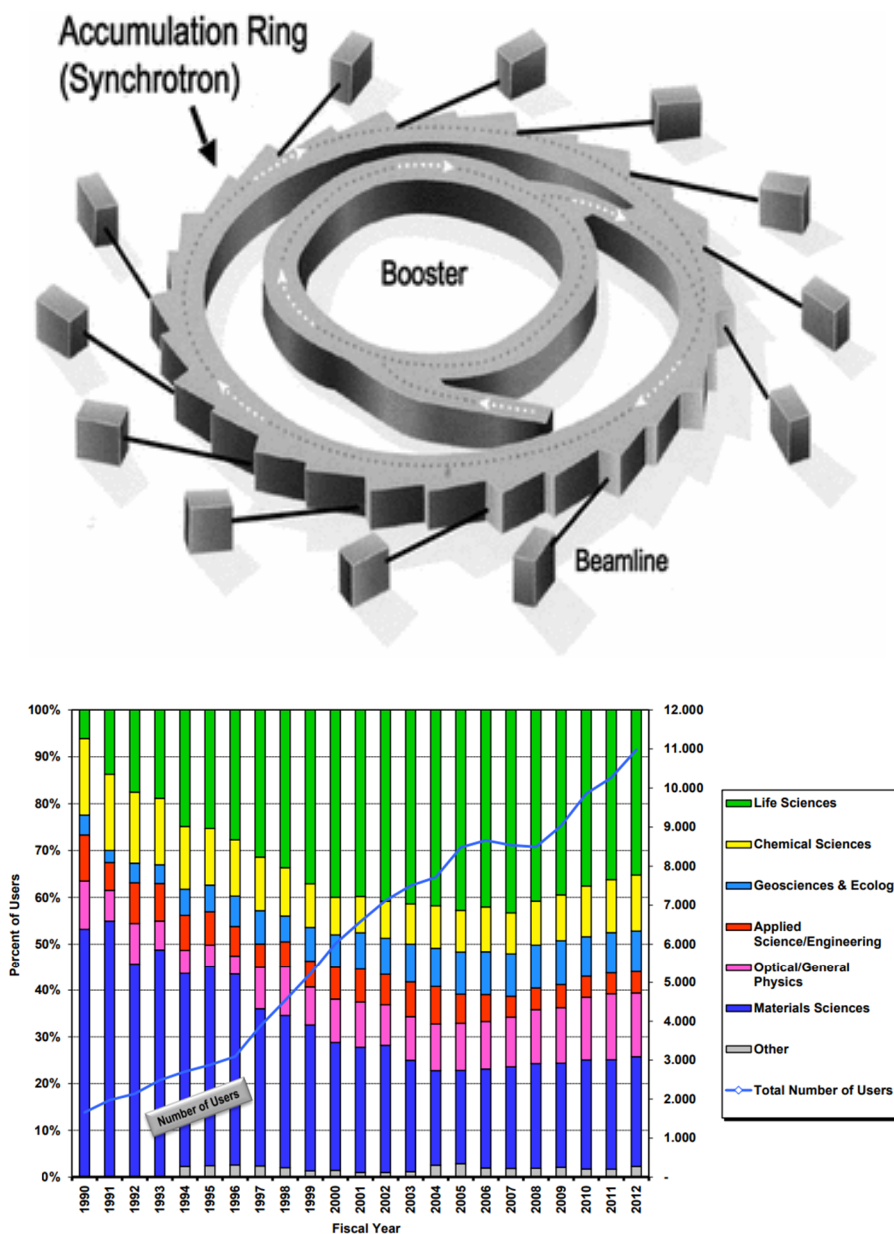 Accumulation Ring
(Synchrotron)
Booster
Beamline
100%
90%
80%
70%
60%
50%
40%
30%
20%
10%
0%
Percent of Users
12.000
11.000
10.000
9.000
8.000
7.000
6.000
5.000
4.000
3.000
2.000
1.000
-
Number of Users
1990 1991 1992 1993 1994 1995 1996 1997 1998 1999 2000 2001 2002 2003 2004 2005 2006 2007 2008 2009 2010 2011 2012
Fiscal Year
Life Sciences
Chemical Sciences
Geosciences & Ecolog
Applied
Science/Engineering
Optical/General
Physics
Materials Sciences
Other
Total Number of Users